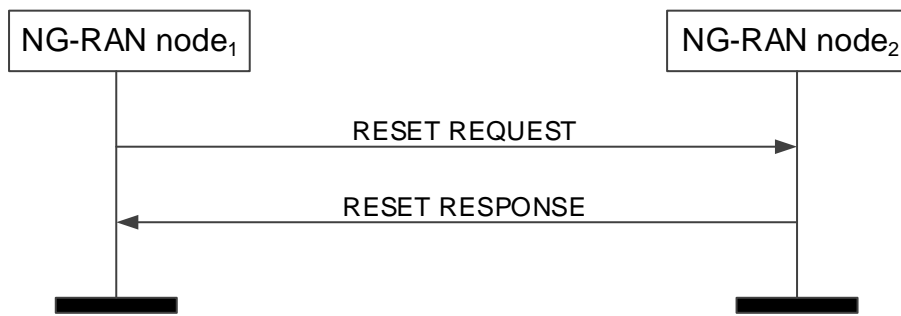 NG-RAN node₁
NG-RAN node₂
RESET REQUEST
RESET RESPONSE